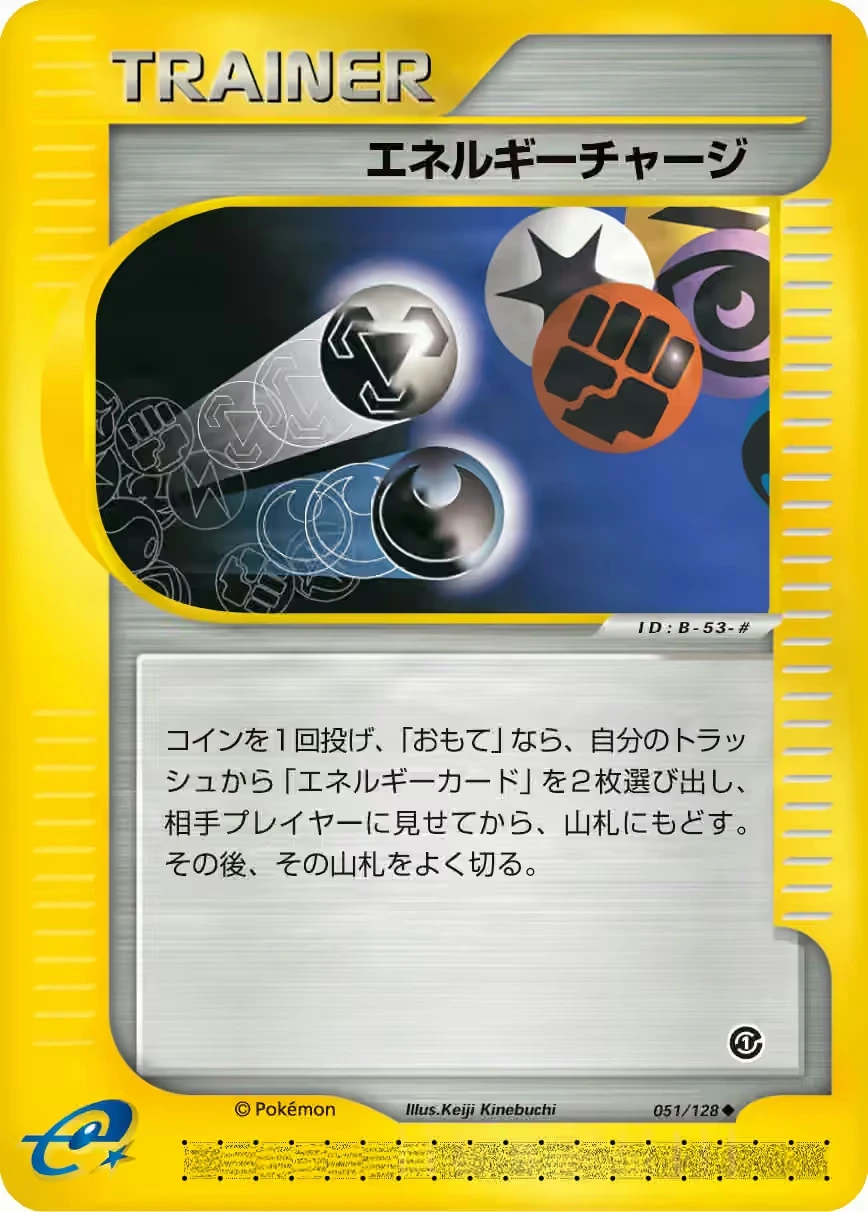 TRAINER
エネルギーチャージ
ID:B-53-#
コインを1回投げ、「おもて」なら、自分のトラッ
シュから「エネルギーカード」を2枚選び出し、
相手プレイヤーに見せてから、山札にもどす。
その後、その山札をよく切る。
1
© Pokémon
Illus.Keiji Kinebuchi
051/128◆
e